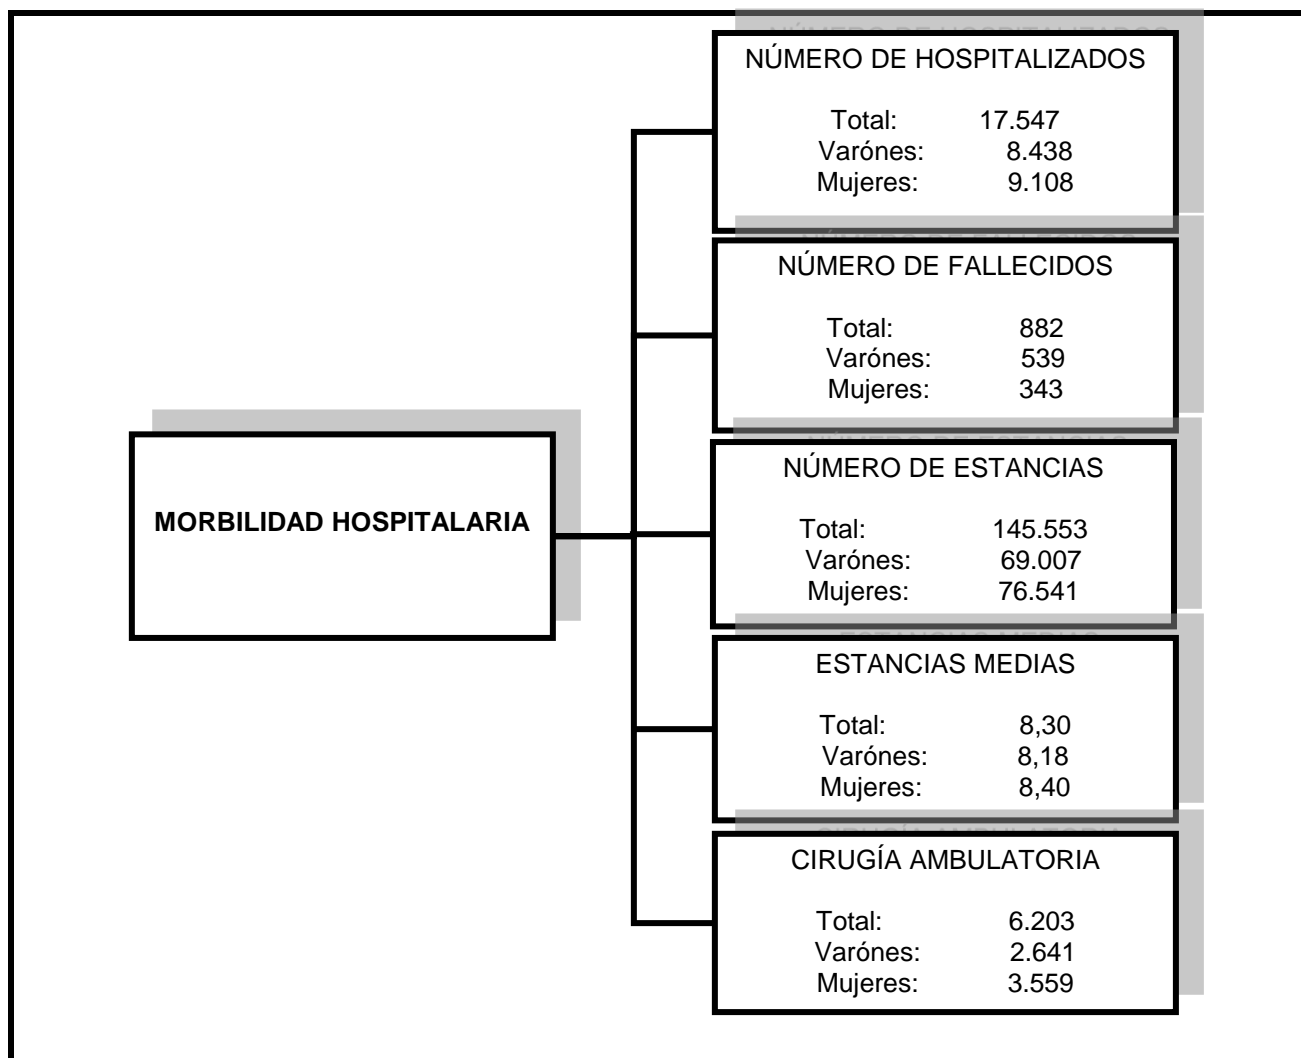 MORBILIDAD HOSPITALARIA
NÚMERO DE HOSPITALIZADOS
Total: 17.547
Varónes: 8.438
Mujeres: 9.108
NÚMERO DE FALLECIDOS
Total: 882
Varónes: 539
Mujeres: 343
NÚMERO DE ESTANCIAS
Total: 145.553
Varónes: 69.007
Mujeres: 76.541
ESTANCIAS MEDIAS
Total: 8,30
Varónes: 8,18
Mujeres: 8,40
CIRUGÍA AMBULATORIA
Total: 6.203
Varónes: 2.641
Mujeres: 3.559